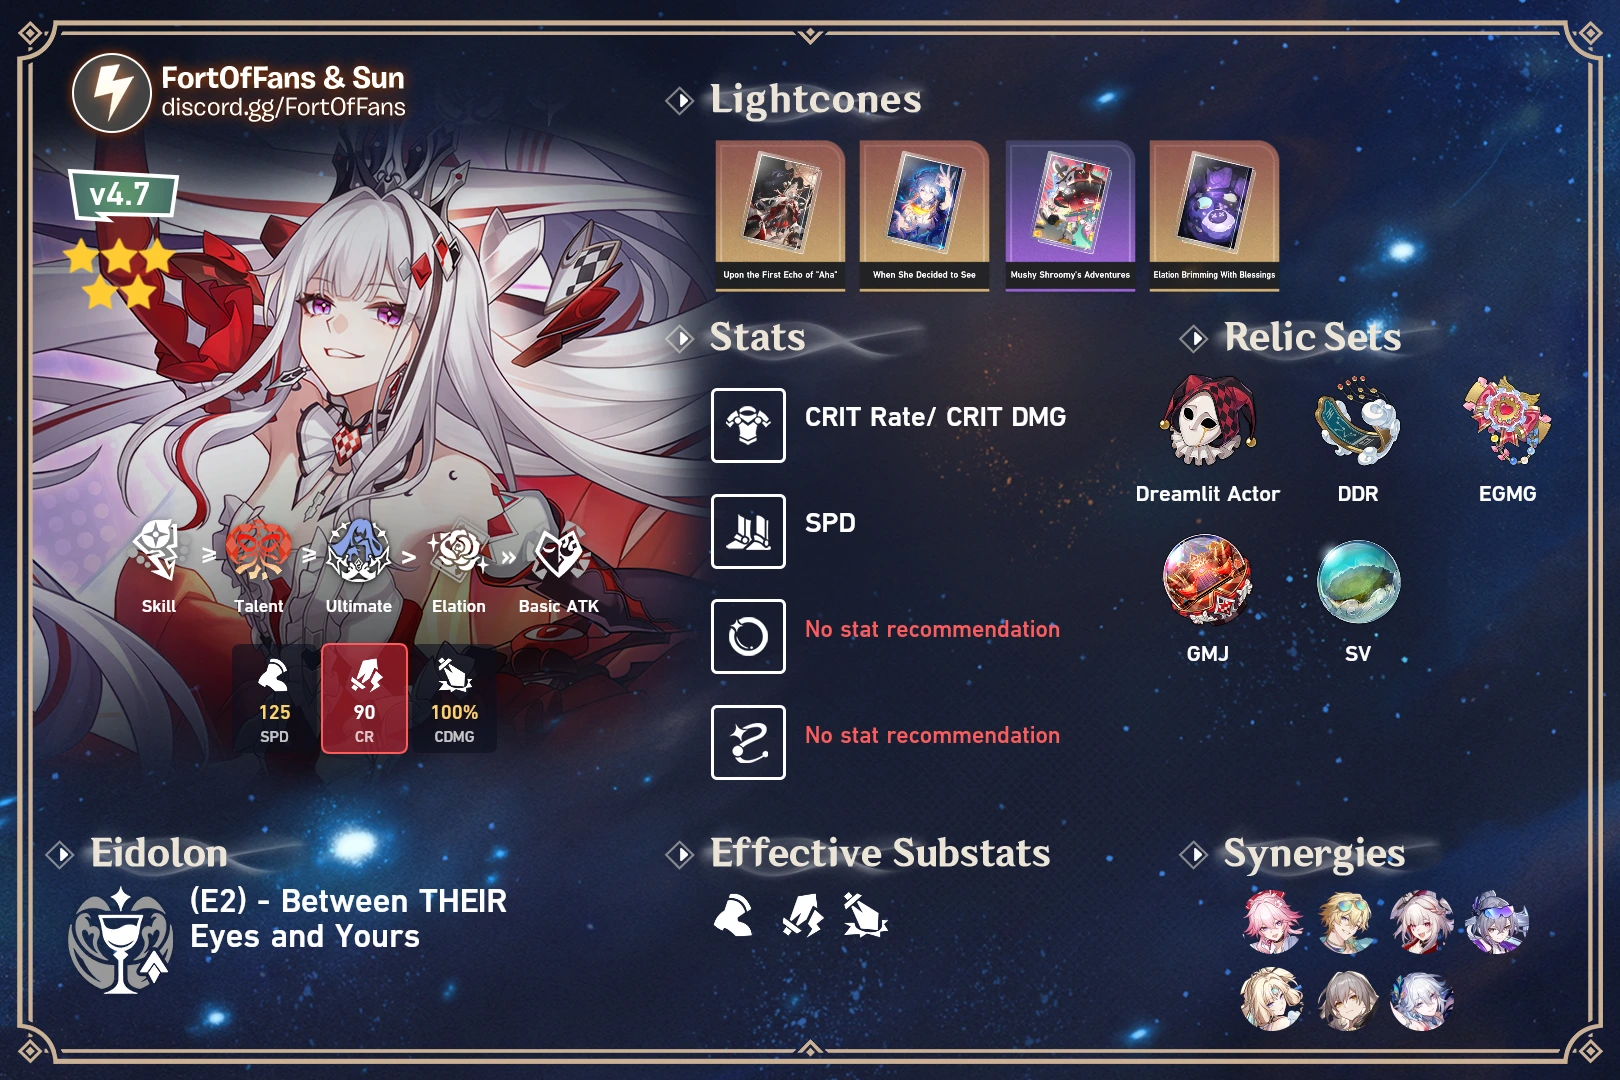 FortOfFans & Sun
discord.gg/FortOfFans
v4.7
Lightcones
Upon the First Echo of "Aha"
When She Decided to See
Mushy Shroomy's Adventures
Elation Brimming With Blessings
Stats
CRIT Rate/ CRIT DMG
SPD
No stat recommendation
No stat recommendation
Relic Sets
Dreamlit Actor
DDR
EGMG
GMJ
SV
≥ ≥ > »
Skill
Talent
Ultimate
Elation
Basic ATK
125
SPD
90
CR
100%
CDMG
Eidolon
(E2) - Between THEIR
Eyes and Yours
Effective Substats
Synergies